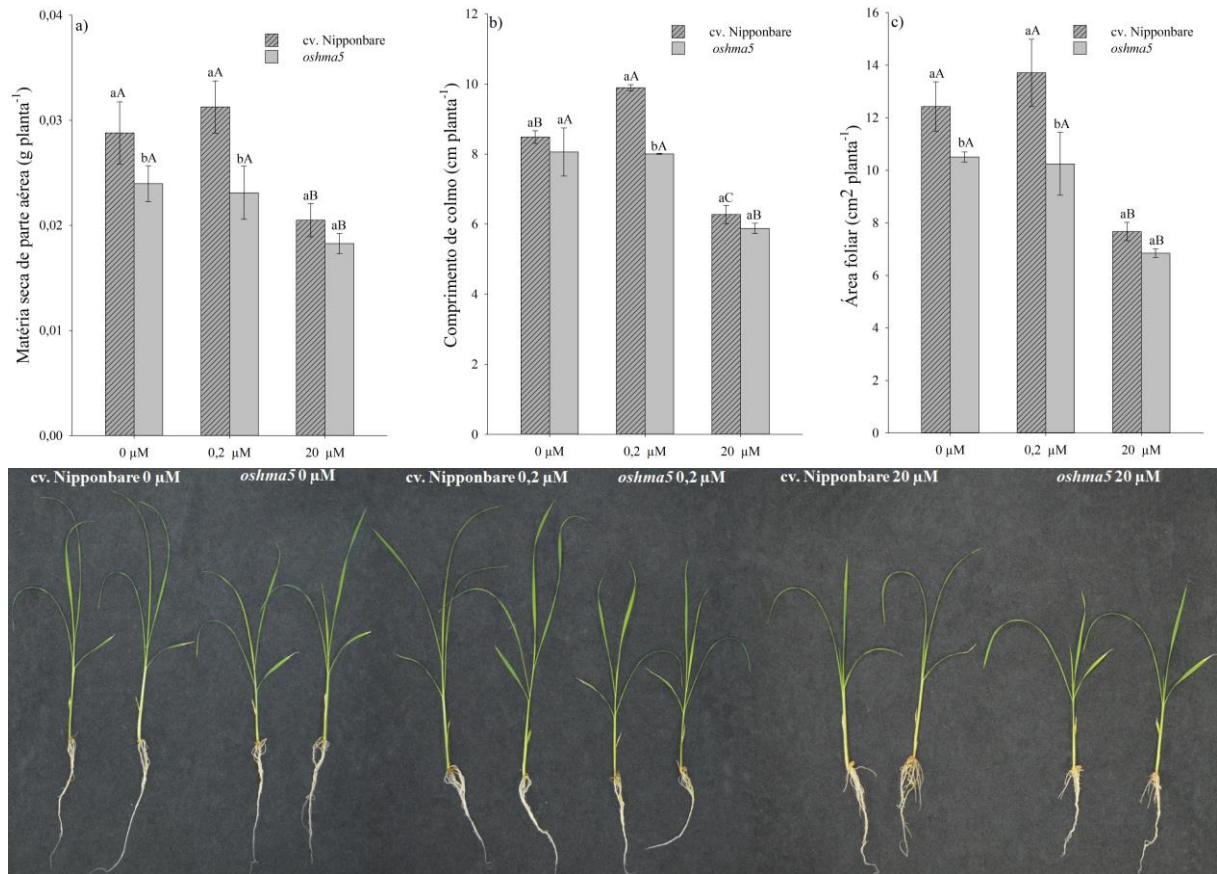 a)
cv. Nipponbare
oshma5
Matéria seca de parte aérea (g planta⁻¹)
0,04
0,03
0,02
0,01
0,00
aA
bA
aA
bA
aB
aB
0 µM
0,2 µM
20 µM
b)
cv. Nipponbare
oshma5
Comprimento de colmo (cm planta⁻¹)
12
10
8
6
4
2
0
aB
aA
aA
bA
aC
aB
0 µM
0,2 µM
20 µM
c)
cv. Nipponbare
oshma5
Área foliar (cm2 planta⁻¹)
16
14
12
10
8
6
4
2
0
aA
bA
aA
bA
aB
aB
0 µM
0,2 µM
20 µM
cv. Nipponbare 0 µM
oshma5 0 µM
cv. Nipponbare 0,2 µM
oshma5 0,2 µM
cv. Nipponbare 20 µM
oshma5 20 µM